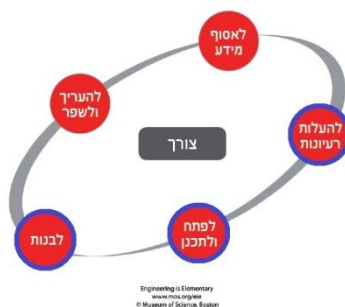 לאסוף
מידע
להעריך
ולשפר
להעלות
רעיונות
צורך
לפתח
ולתכנן
לבנות
Engineering is Elementary
www.mos.org/eie
© Museum of Science, Boston